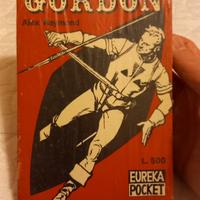 GORDON
Alex Raymond
L. 500
EUREKA
POCKET